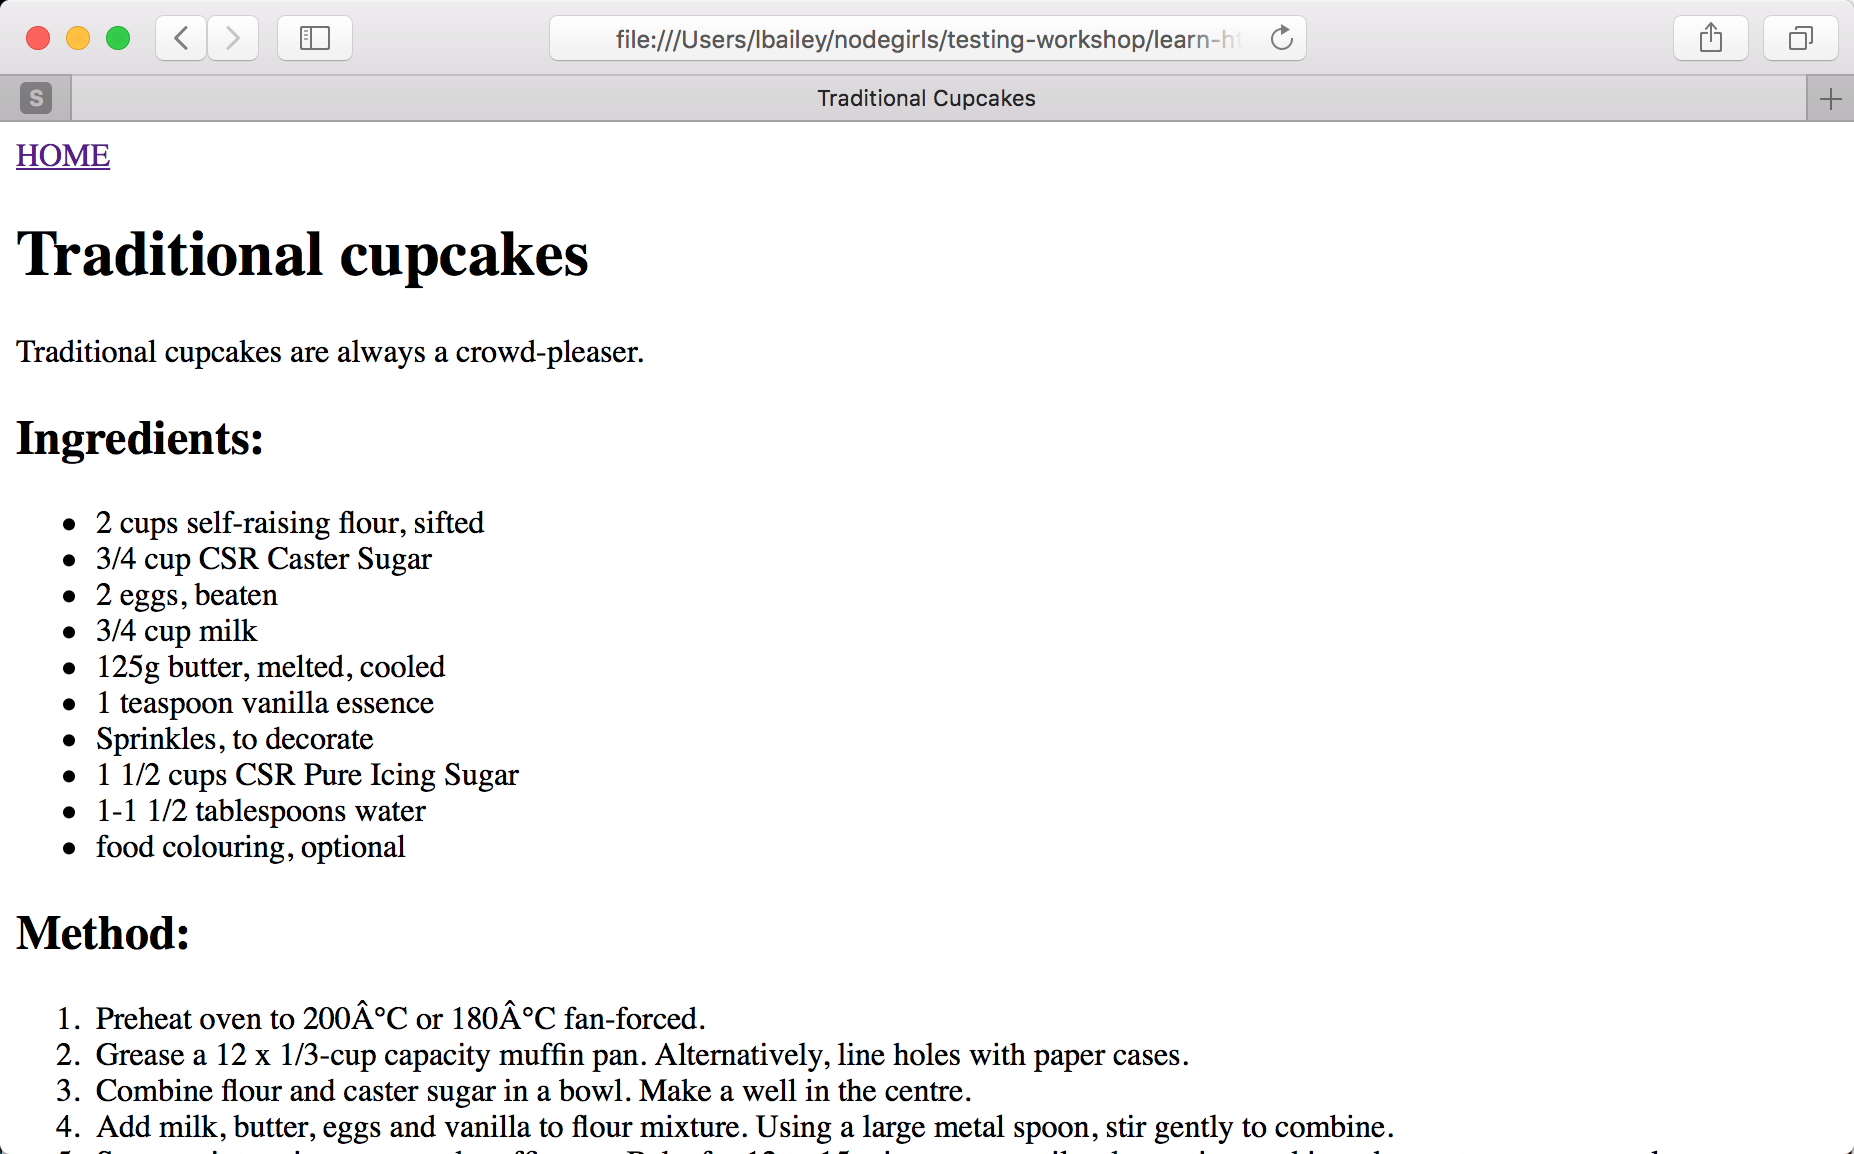 file:///Users/lbailey/nodegirls/testing-workshop/learn-ht
S
Traditional Cupcakes
HOME
Traditional cupcakes
Traditional cupcakes are always a crowd-pleaser.
Ingredients:
• 2 cups self-raising flour, sifted
• 3/4 cup CSR Caster Sugar
• 2 eggs, beaten
• 3/4 cup milk
• 125g butter, melted, cooled
• 1 teaspoon vanilla essence
• Sprinkles, to decorate
• 1 1/2 cups CSR Pure Icing Sugar
• 1-1 1/2 tablespoons water
• food colouring, optional
Method:
1. Preheat oven to 200Â°C or 180Â°C fan-forced.
2. Grease a 12 x 1/3-cup capacity muffin pan. Alternatively, line holes with paper cases.
3. Combine flour and caster sugar in a bowl. Make a well in the centre.
4. Add milk, butter, eggs and vanilla to flour mixture. Using a large metal spoon, stir gently to combine.